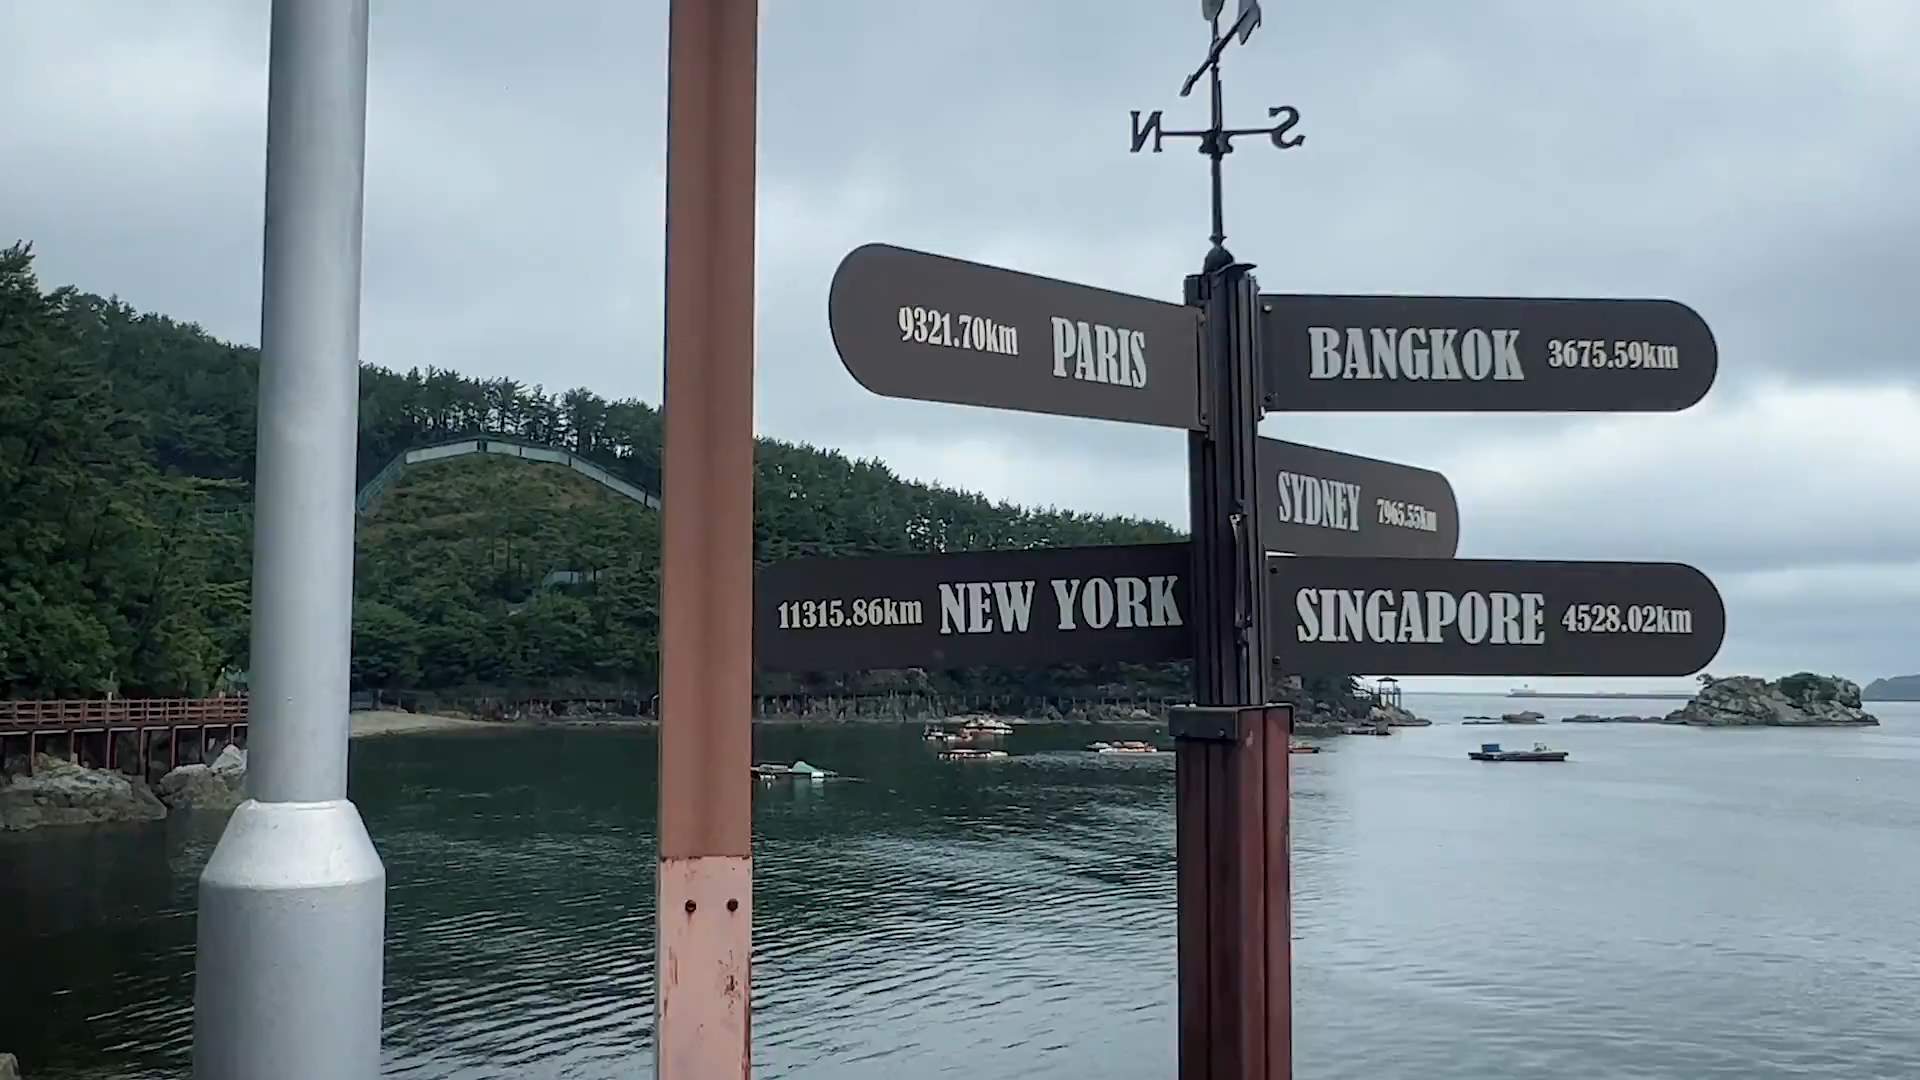 N S
9321.70km PARIS
BANGKOK 3675.59km
SYDNEY 7965.55km
11315.86km NEW YORK
SINGAPORE 4528.02km